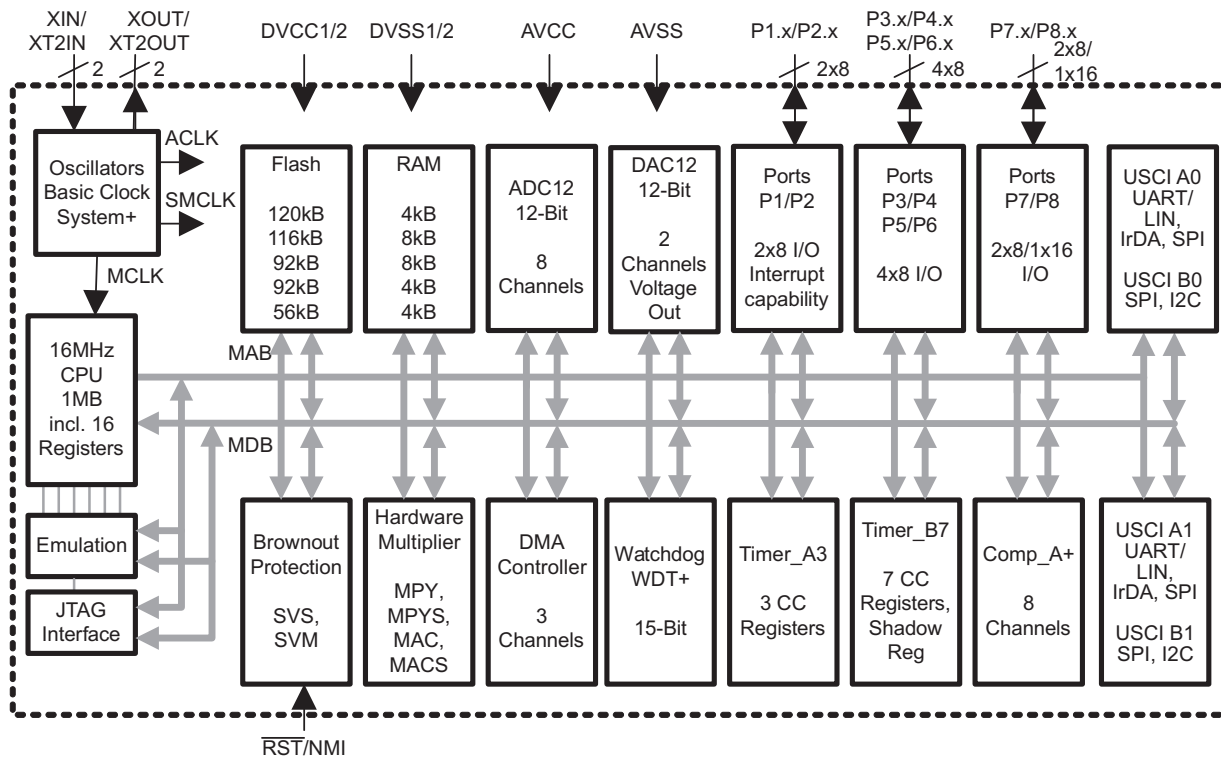 XIN/
XT2IN
2
XOUT/
XT2OUT
2
DVCC1/2
DVSS1/2
AVCC
AVSS
P1.x/P2.x
2x8
P3.x/P4.x
P5.x/P6.x
4x8
P7.x/P8.x
2x8/
1x16
Oscillators
Basic Clock
System+
ACLK
SMCLK
MCLK
Flash
120kB
116kB
92kB
92kB
56kB
RAM
4kB
8kB
8kB
4kB
4kB
ADC12
12-Bit
8
Channels
DAC12
12-Bit
2
Channels
Voltage
Out
Ports
P1/P2
2x8 I/O
Interrupt
capability
Ports
P3/P4
P5/P6
4x8 I/O
Ports
P7/P8
2x8/1x16
I/O
USCI A0
UART/
LIN,
IrDA, SPI
USCI B0
SPI, I2C
16MHz
CPU
1MB
incl. 16
Registers
MAB
MDB
Emulation
JTAG
Interface
Brownout
Protection
SVS,
SVM
Hardware
Multiplier
MPY,
MPYS,
MAC,
MACS
DMA
Controller
3
Channels
Watchdog
WDT+
15-Bit
Timer_A3
3 CC
Registers
Timer_B7
7 CC
Registers,
Shadow
Reg
Comp_A+
8
Channels
USCI A1
UART/
LIN,
IrDA, SPI
USCI B1
SPI, I2C
RST/NMI